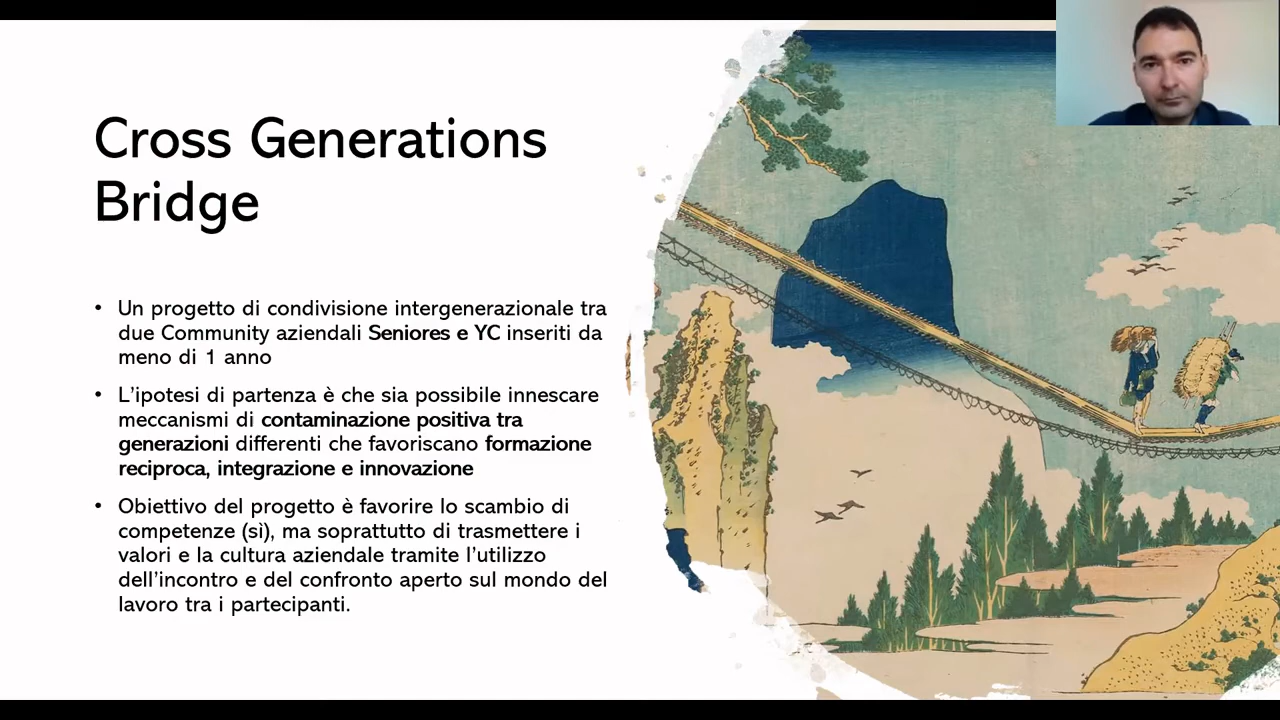 Cross Generations
Bridge
• Un progetto di condivisione intergenerazionale tra
due Community aziendali Seniores e YC inseriti da
meno di 1 anno
• L'ipotesi di partenza è che sia possibile innescare
meccanismi di contaminazione positiva tra
generazioni differenti che favoriscano formazione
reciproca, integrazione e innovazione
• Obiettivo del progetto è favorire lo scambio di
competenze (sì), ma soprattutto di trasmettere i
valori e la cultura aziendale tramite l'utilizzo
dell'incontro e del confronto aperto sul mondo del
lavoro tra i partecipanti.